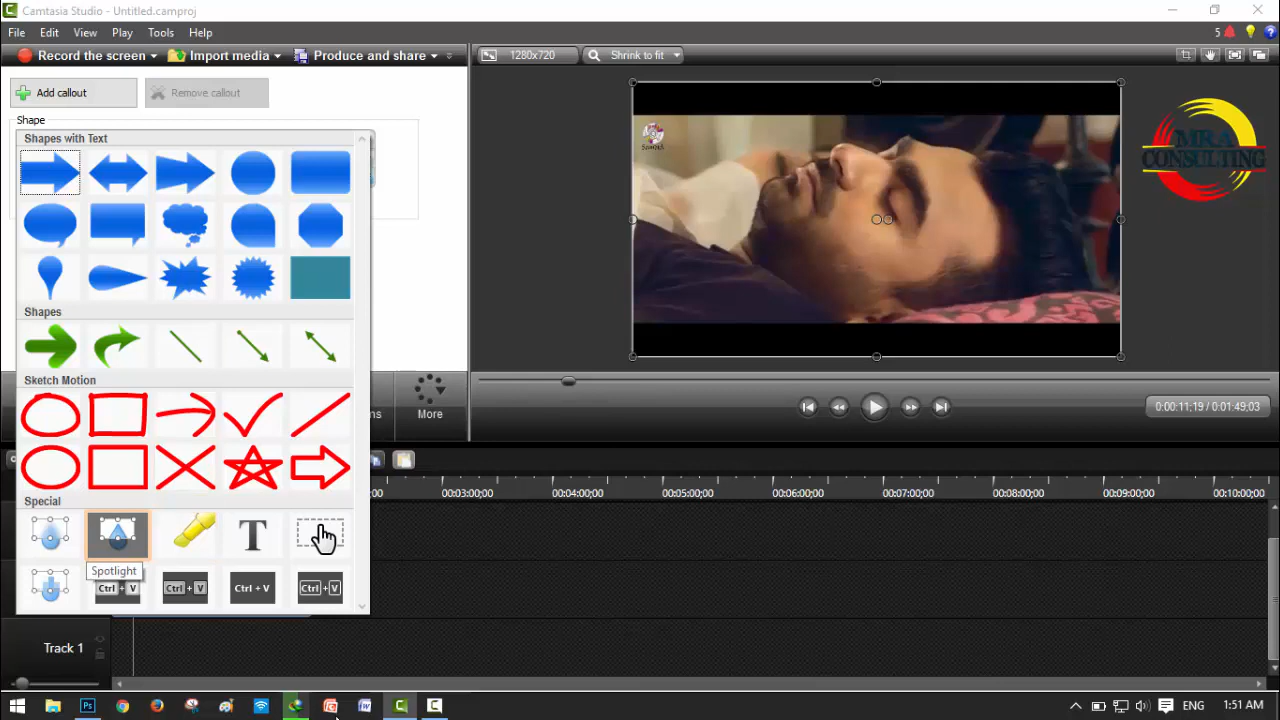 Camtasia Studio - Untitled.camproj
File Edit View Play Tools Help
5
Record the screen Import media Produce and share
1280x720 Shrink to fit
Add callout Remove callout
Shape
Shapes with Text
MRA
CONSULTING
Shapes
Sketch Motion
More
0:00:11;19 / 0:01:49;03
00:03:00;00 00:04:00;00 00:05:00;00 00:06:00;00 00:07:00;00 00:08:00;00 00:09:00;00 00:10:00;00
Special
T
Spotlight
Ctrl + V Ctrl + V Ctrl + V Ctrl + V
Track 1
ENG 1:51 AM